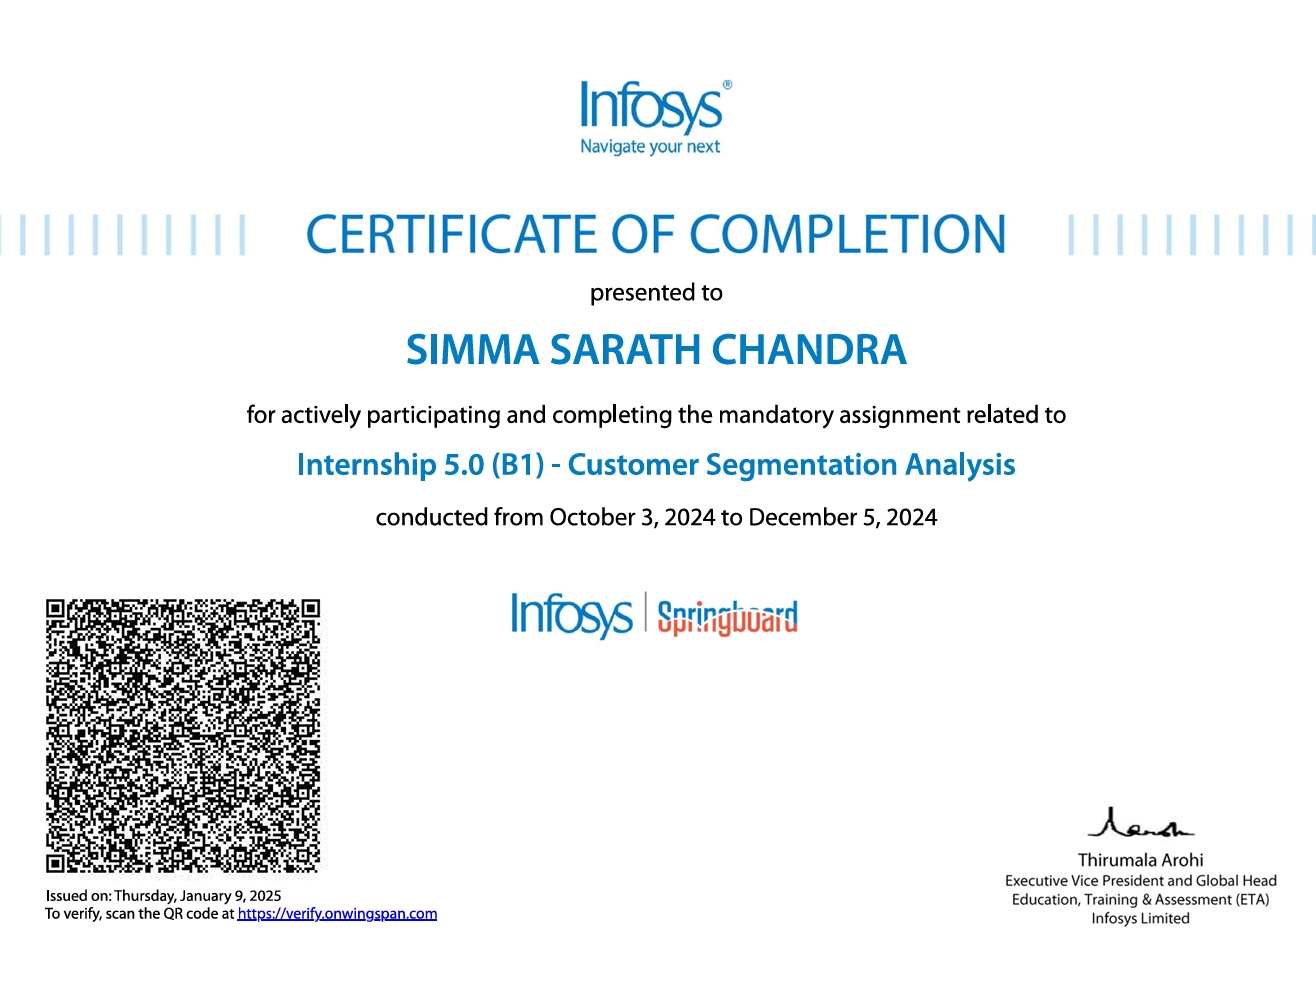 Infosys®
Navigate your next
CERTIFICATE OF COMPLETION
presented to
SIMMA SARATH CHANDRA
for actively participating and completing the mandatory assignment related to
Internship 5.0 (B1) - Customer Segmentation Analysis
conducted from October 3, 2024 to December 5, 2024
Infosys | Springboard
Issued on: Thursday, January 9, 2025
To verify, scan the QR code at https://verify.onwingspan.com
Thirumala Arohi
Executive Vice President and Global Head
Education, Training & Assessment (ETA)
Infosys Limited